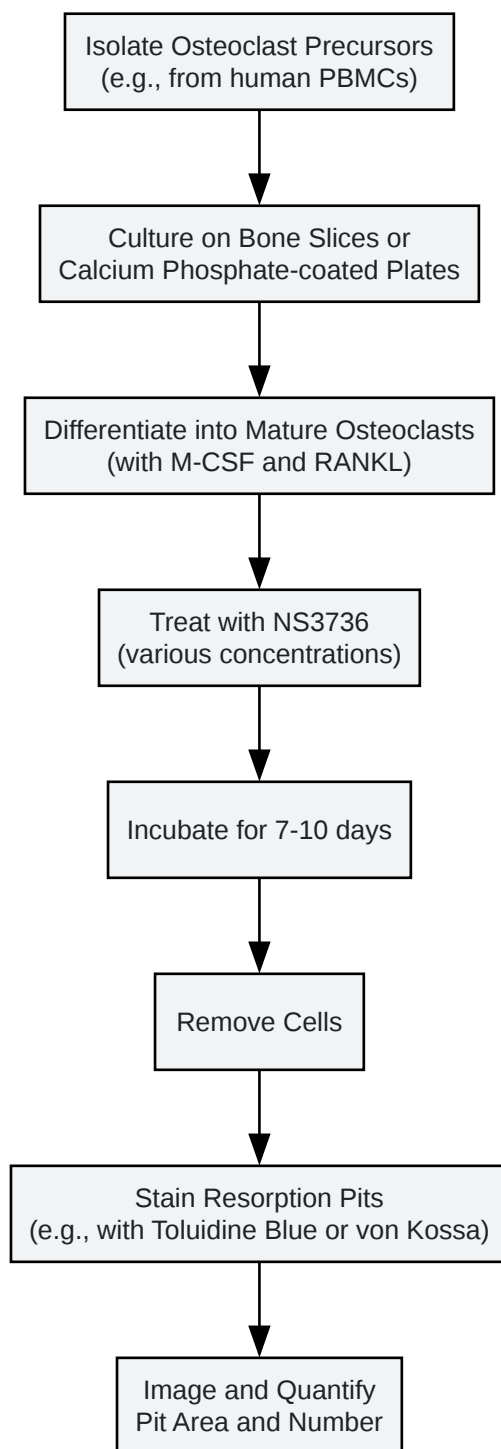 Isolate Osteoclast Precursors
(e.g., from human PBMCs)
Culture on Bone Slices or
Calcium Phosphate-coated Plates
Differentiate into Mature Osteoclasts
(with M-CSF and RANKL)
Treat with NS3736
(various concentrations)
Incubate for 7-10 days
Remove Cells
Stain Resorption Pits
(e.g., with Toluidine Blue or von Kossa)
Image and Quantify
Pit Area and Number